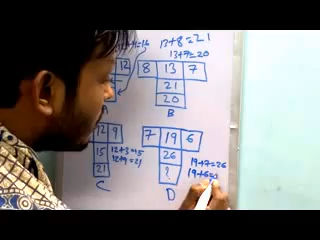 13+8=21
13+7=20
12
8 13 7
21
20
A
B
12 9
15
21
12+3=15
12+9=21
C
7 19 6
26
?
19+7=26
19+6=
D